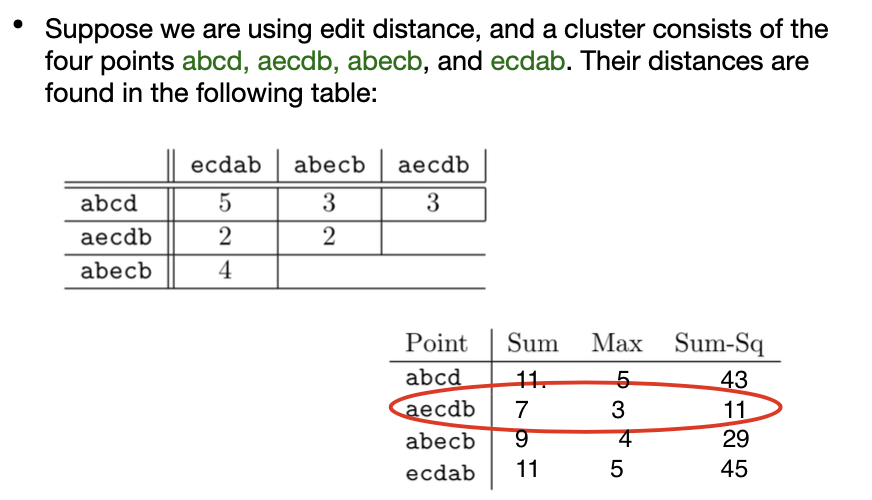 • Suppose we are using edit distance, and a cluster consists of the
four points abcd, aecdb, abecb, and ecdab. Their distances are
found in the following table:
ecdab abecb aecdb
abcd 5 3 3
aecdb 2 2
abecb 4
Point Sum Max Sum-Sq
abcd 11. 5 43
aecdb 7 3 11
abecb 9 4 29
ecdab 11 5 45